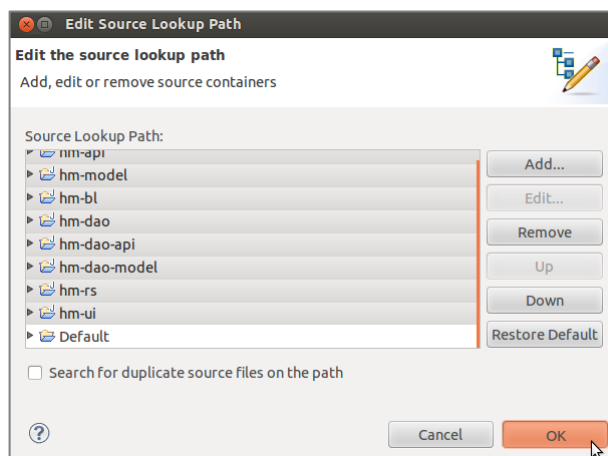 Edit Source Lookup Path
Edit the source lookup path
Add, edit or remove source containers
Source Lookup Path:
hm-api
hm-model
hm-bl
hm-dao
hm-dao-api
hm-dao-model
hm-rs
hm-ui
Default
Add...
Edit...
Remove
Up
Down
Restore Default
Search for duplicate source files on the path
?
Cancel
OK